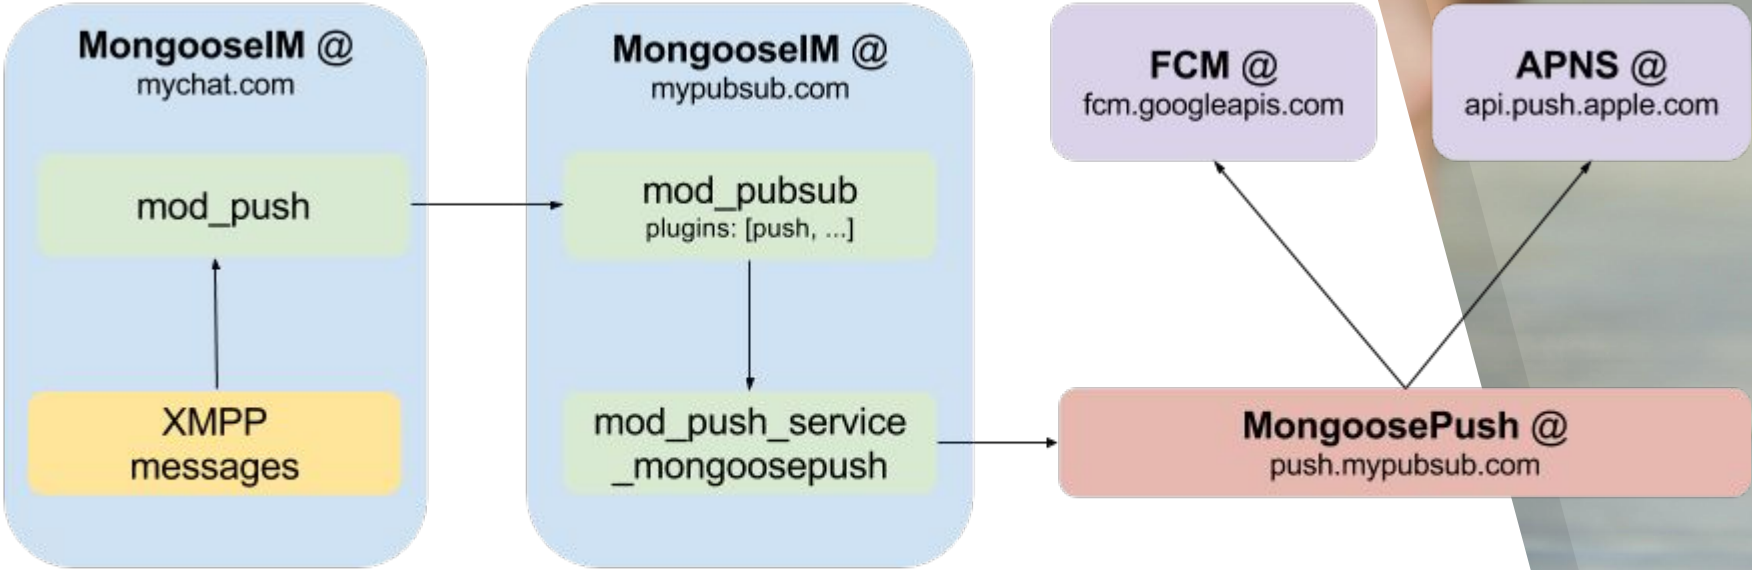 MongooseIM @
mychat.com
mod_push
XMPP
messages
MongooseIM @
mypubsub.com
mod_pubsub
plugins: [push, ...]
mod_push_service
_mongoosepush
FCM @
fcm.googleapis.com
APNS @
api.push.apple.com
MongoosePush @
push.mypubsub.com